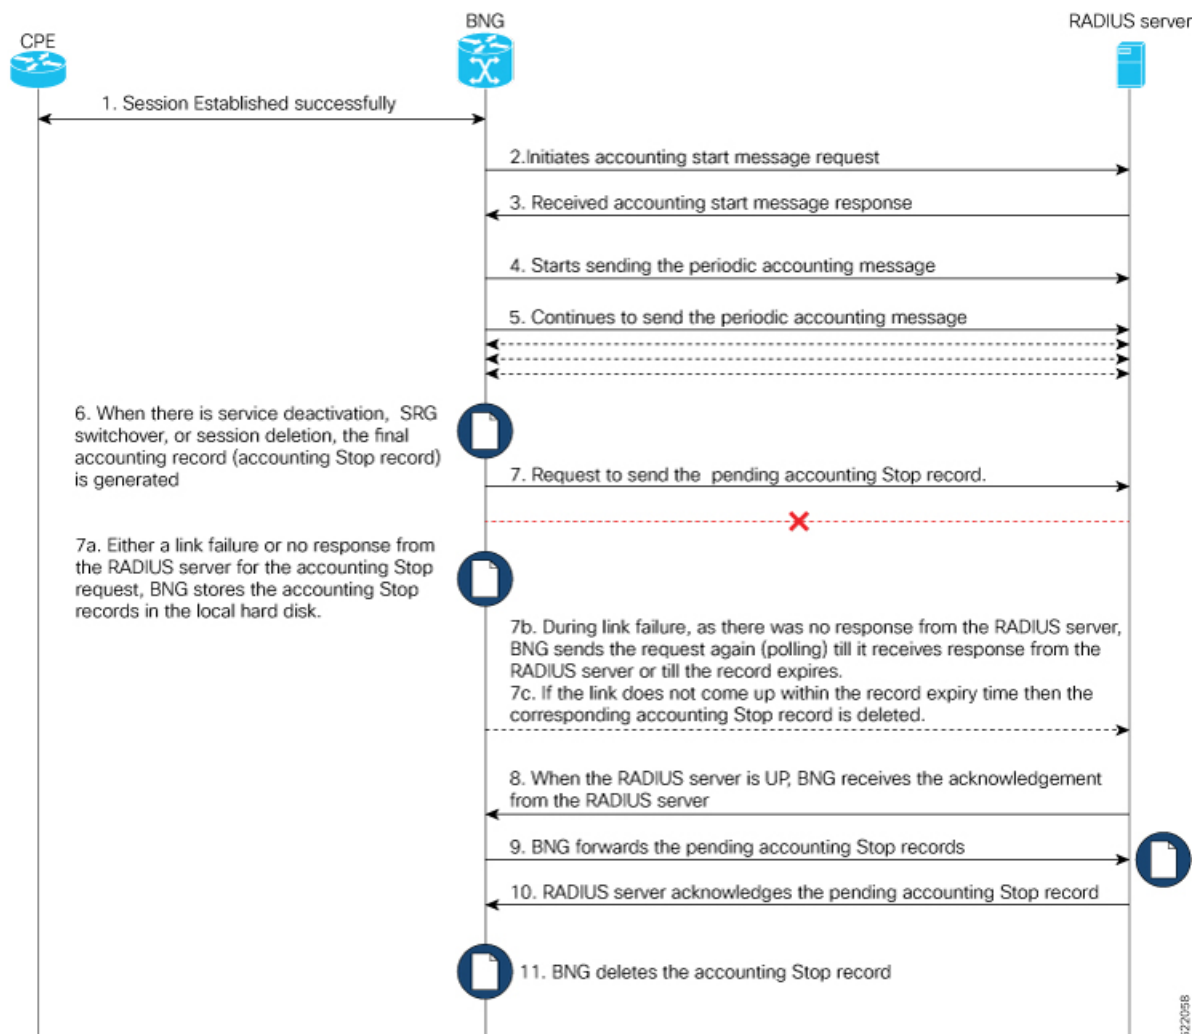 BNG
RADIUS server
CPE
1. Session Established successfully
2.Initiates accounting start message request
3. Received accounting start message response
4. Starts sending the periodic accounting message
5. Continues to send the periodic accounting message
6. When there is service deactivation, SRG
switchover, or session deletion, the final
accounting record (accounting Stop record)
is generated
7. Request to send the pending accounting Stop record.
7a. Either a link failure or no response from
the RADIUS server for the accounting Stop
request, BNG stores the accounting Stop
records in the local hard disk.
7b. During link failure, as there was no response from the RADIUS server,
BNG sends the request again (polling) till it receives response from the
RADIUS server or till the record expires.
7c. If the link does not come up within the record expiry time then the
corresponding accounting Stop record is deleted.
8. When the RADIUS server is UP, BNG receives the acknowledgement
from the RADIUS server
9. BNG forwards the pending accounting Stop records
10. RADIUS server acknowledges the pending accounting Stop record
11. BNG deletes the accounting Stop record